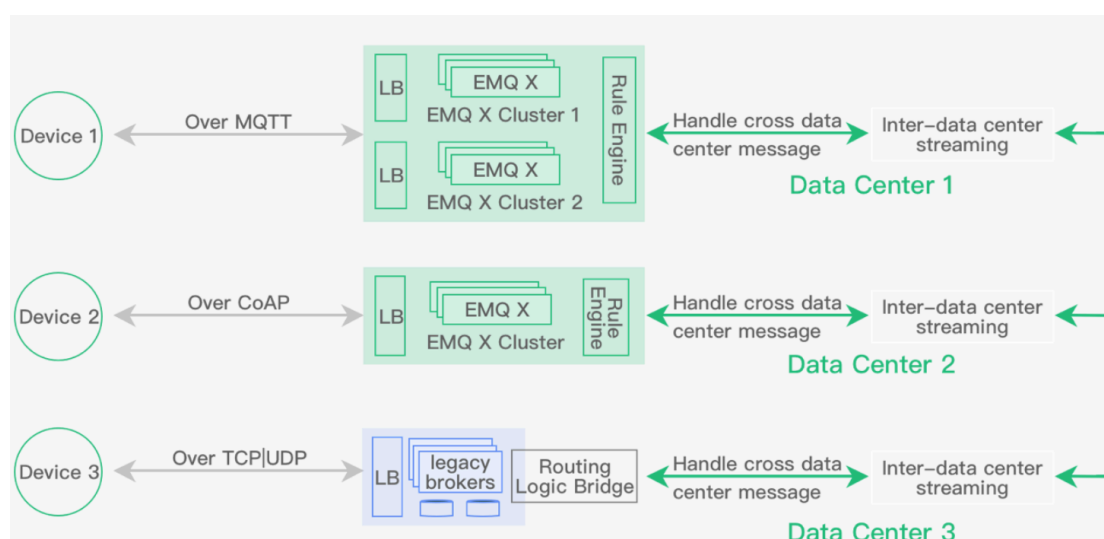 Device 1
Over MQTT
LB
EMQ X
EMQ X Cluster 1
LB
EMQ X
EMQ X Cluster 2
Rule Engine
Handle cross data
center message
Inter-data center
streaming
Data Center 1
Device 2
Over CoAP
LB
EMQ X
EMQ X Cluster
Rule
Engine
Handle cross data
center message
Inter-data center
streaming
Data Center 2
Device 3
Over TCP|UDP
LB
legacy
brokers
Routing
Logic Bridge
Handle cross data
center message
Inter-data center
streaming
Data Center 3